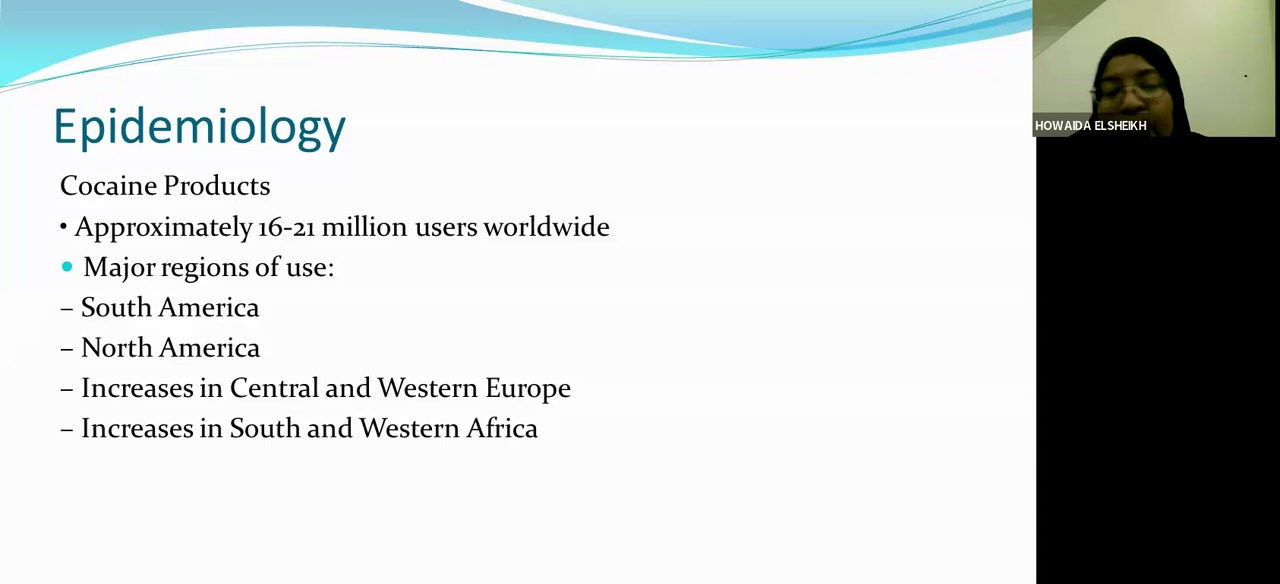 Epidemiology
Cocaine Products
• Approximately 16-21 million users worldwide
• Major regions of use:
– South America
– North America
– Increases in Central and Western Europe
– Increases in South and Western Africa
HOWAIDA ELSHEIKH